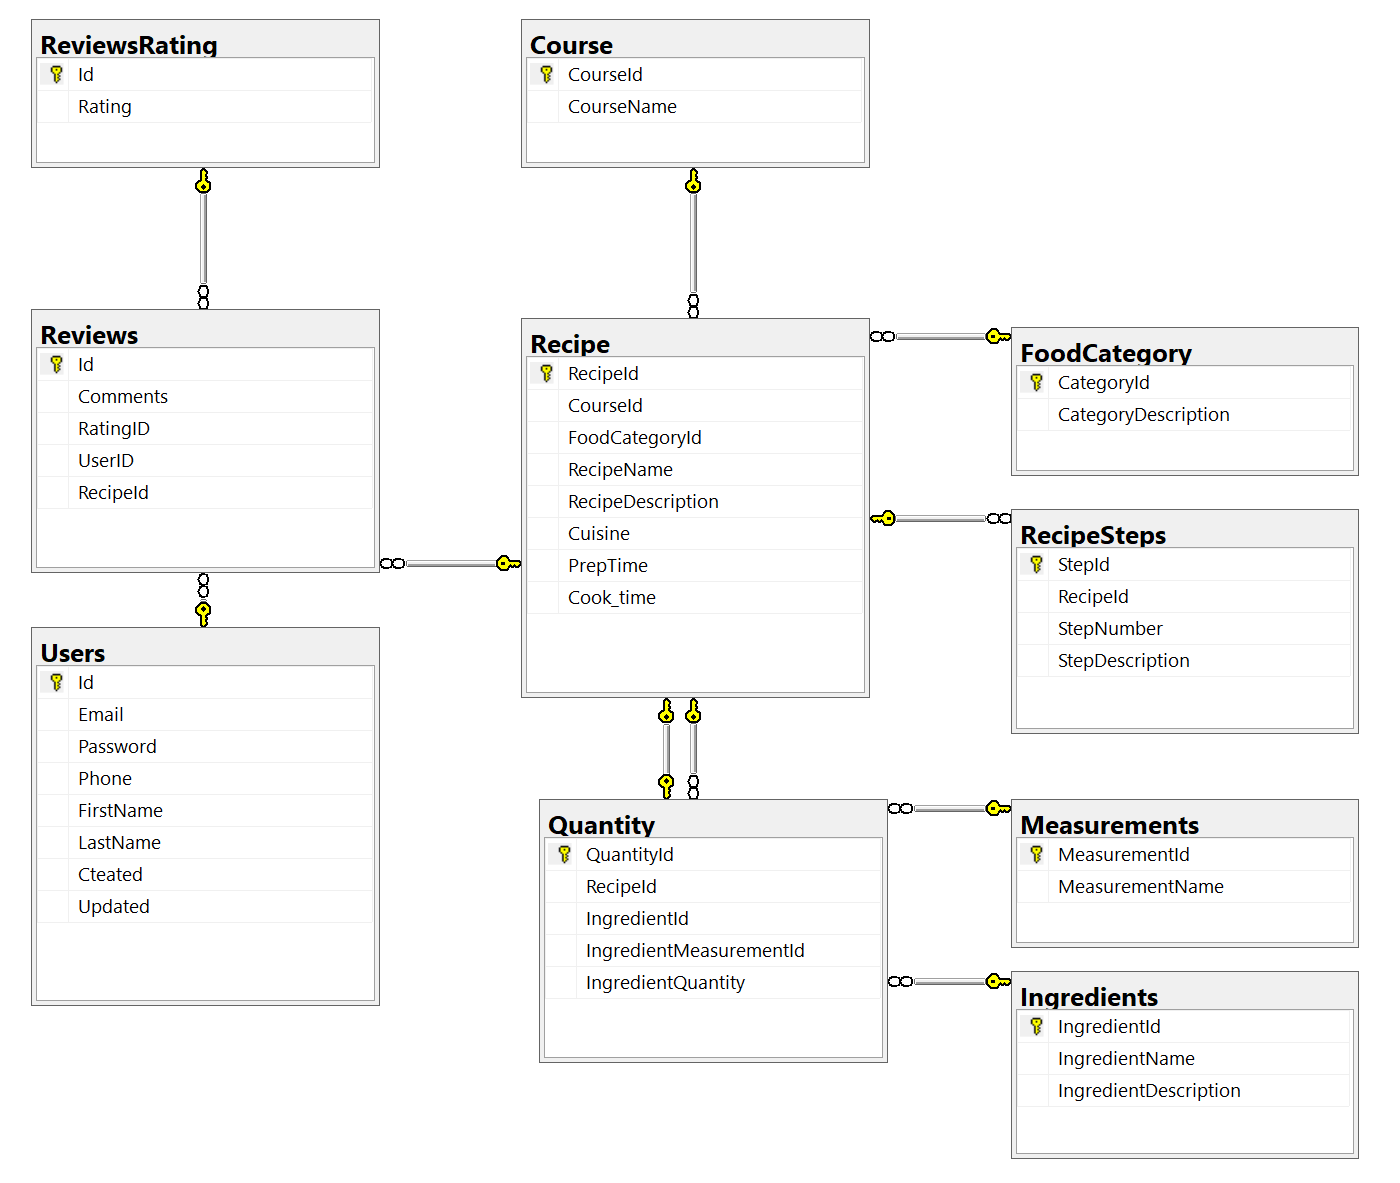 ReviewsRating
Id
Rating
Course
CourseId
CourseName
Reviews
Id
Comments
RatingID
UserID
RecipeId
Recipe
RecipeId
CourseId
FoodCategoryId
RecipeName
RecipeDescription
Cuisine
PrepTime
Cook_time
FoodCategory
CategoryId
CategoryDescription
RecipeSteps
StepId
RecipeId
StepNumber
StepDescription
Users
Id
Email
Password
Phone
FirstName
LastName
Cteated
Updated
Quantity
QuantityId
RecipeId
IngredientId
IngredientMeasurementId
IngredientQuantity
Measurements
MeasurementId
MeasurementName
Ingredients
IngredientId
IngredientName
IngredientDescription